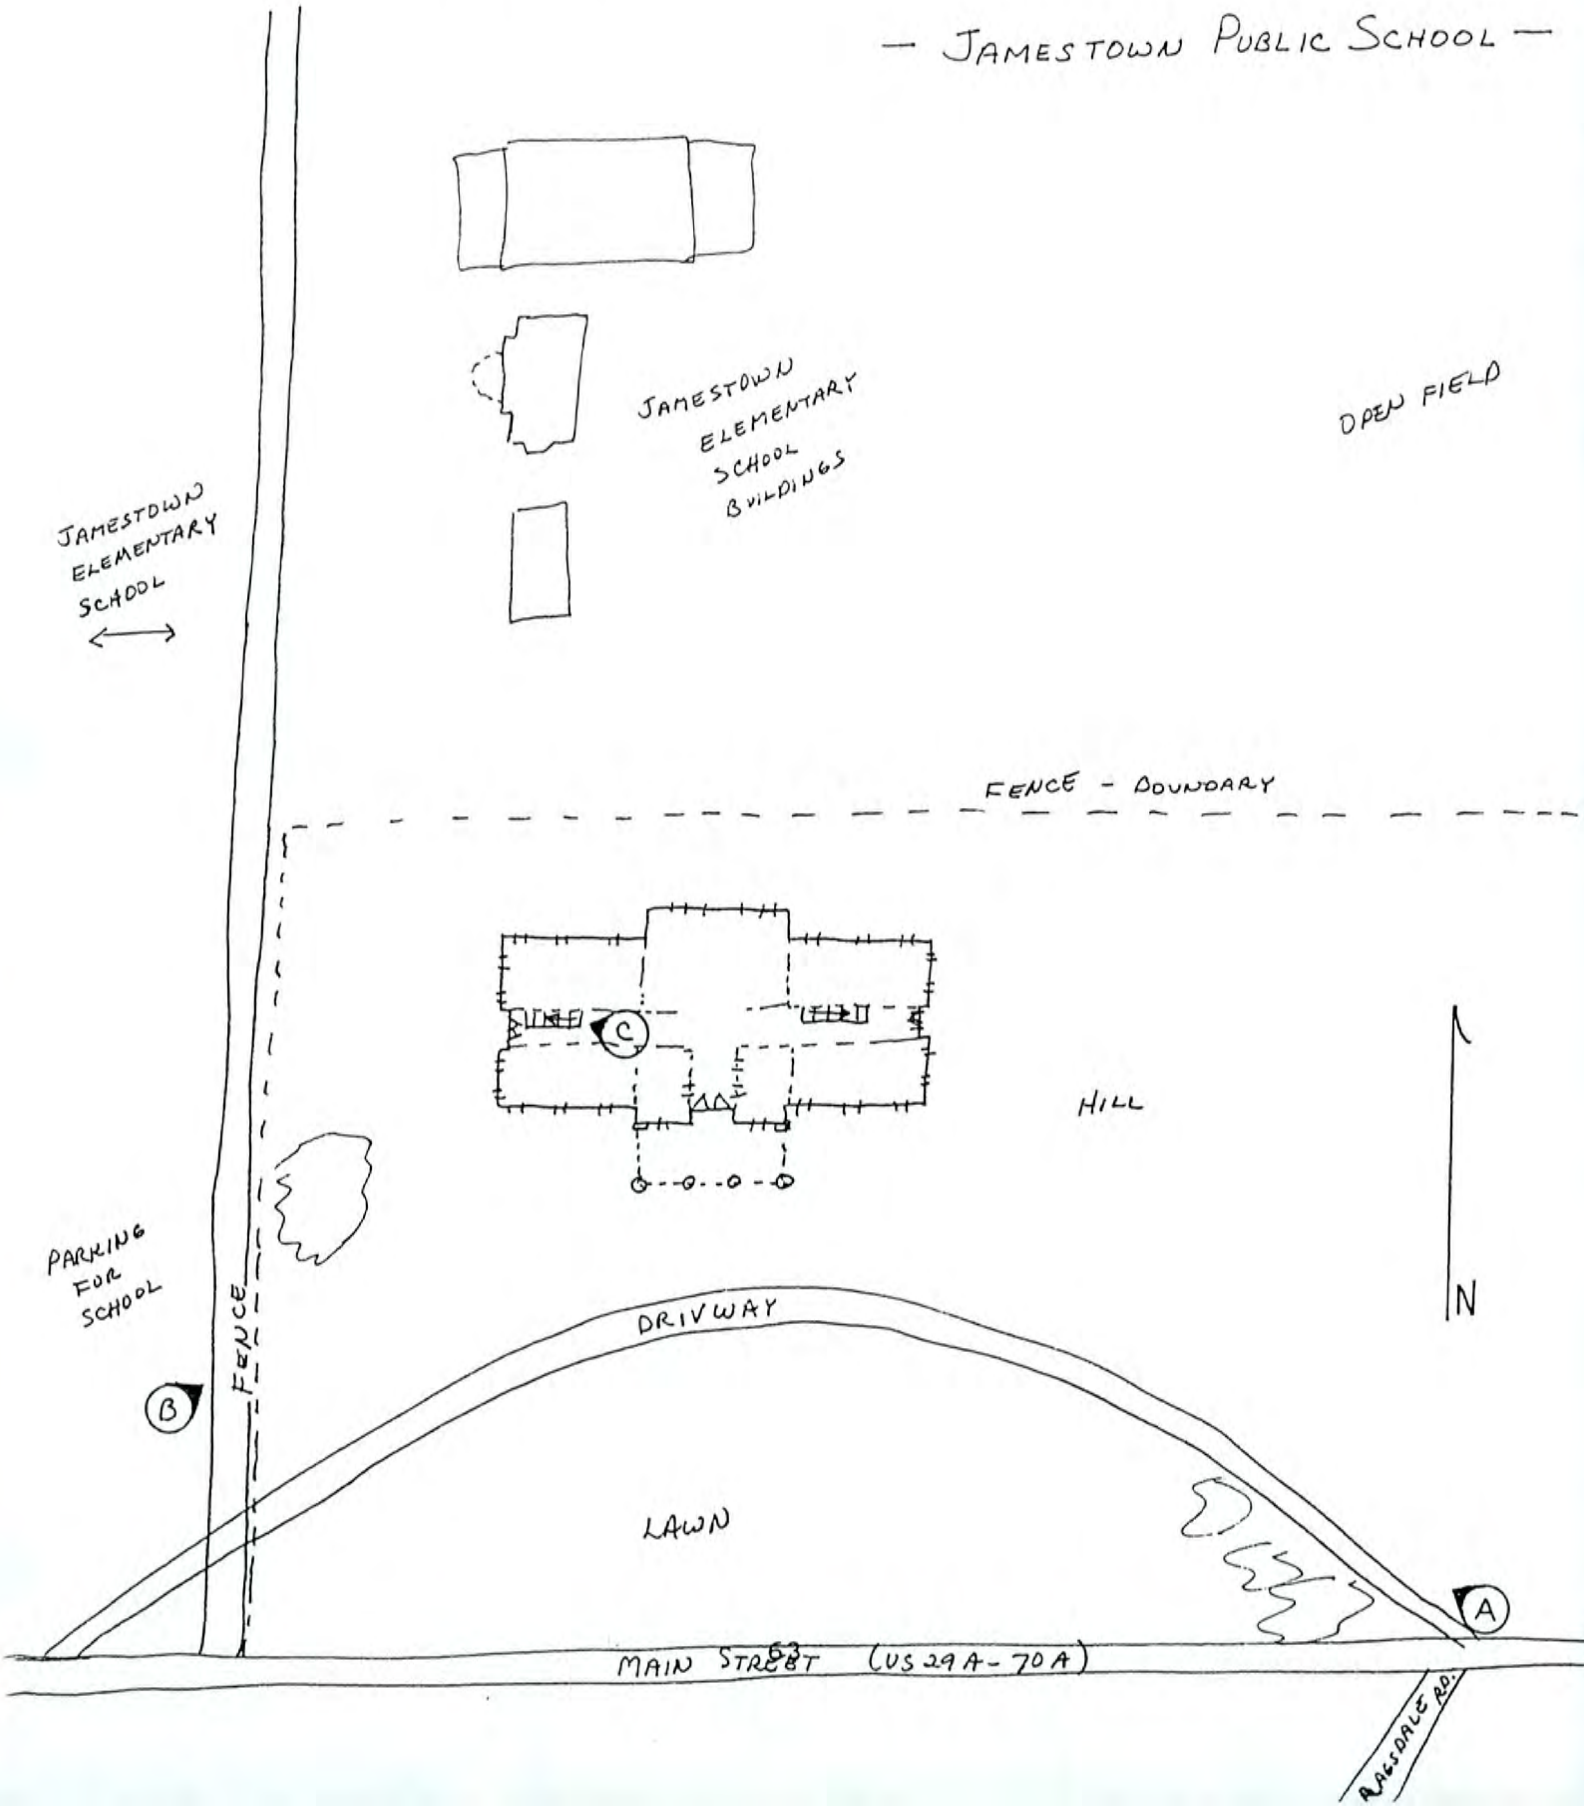 — JAMESTOWN PUBLIC SCHOOL —
JAMESTOWN
ELEMENTARY
SCHOOL
BUILDINGS
OPEN FIELD
JAMESTOWN
ELEMENTARY
SCHOOL
FENCE - BOUNDARY
C
HILL
N
PARKING
FOR
SCHOOL
FENCE
DRIVWAY
B
LAWN
A
MAIN STREET (US 29A-70A)
RAGSDALE RD.